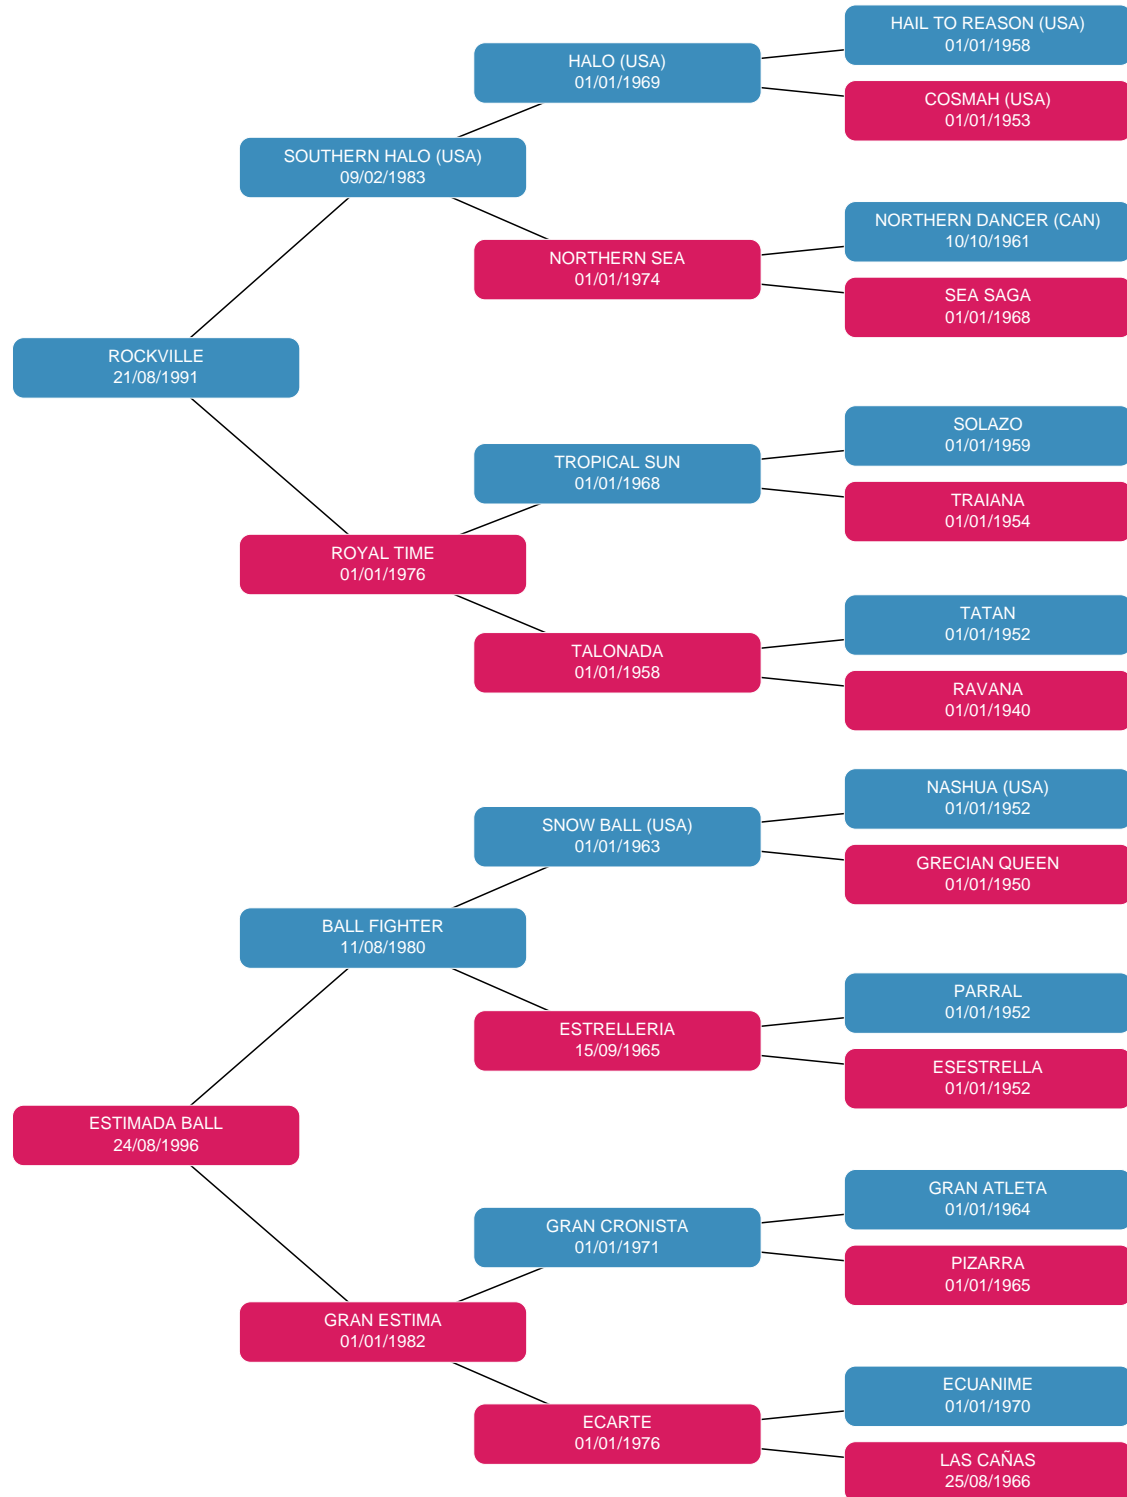 HAIL TO REASON (USA)
01/01/1958
HALO (USA)
01/01/1969
COSMAH (USA)
01/01/1953
SOUTHERN HALO (USA)
09/02/1983
NORTHERN DANCER (CAN)
10/10/1961
NORTHERN SEA
01/01/1974
SEA SAGA
01/01/1968
ROCKVILLE
21/08/1991
SOLAZO
01/01/1959
TROPICAL SUN
01/01/1968
TRAIANA
01/01/1954
ROYAL TIME
01/01/1976
TATAN
01/01/1952
TALONADA
01/01/1958
RAVANA
01/01/1940
NASHUA (USA)
01/01/1952
SNOW BALL (USA)
01/01/1963
GRECIAN QUEEN
01/01/1950
BALL FIGHTER
11/08/1980
PARRAL
01/01/1952
ESTRELLERIA
15/09/1965
ESESTRELLA
01/01/1952
ESTIMADA BALL
24/08/1996
GRAN ATLETA
01/01/1964
GRAN CRONISTA
01/01/1971
PIZARRA
01/01/1965
GRAN ESTIMA
01/01/1982
ECUANIME
01/01/1970
ECARTE
01/01/1976
LAS CAÑAS
25/08/1966